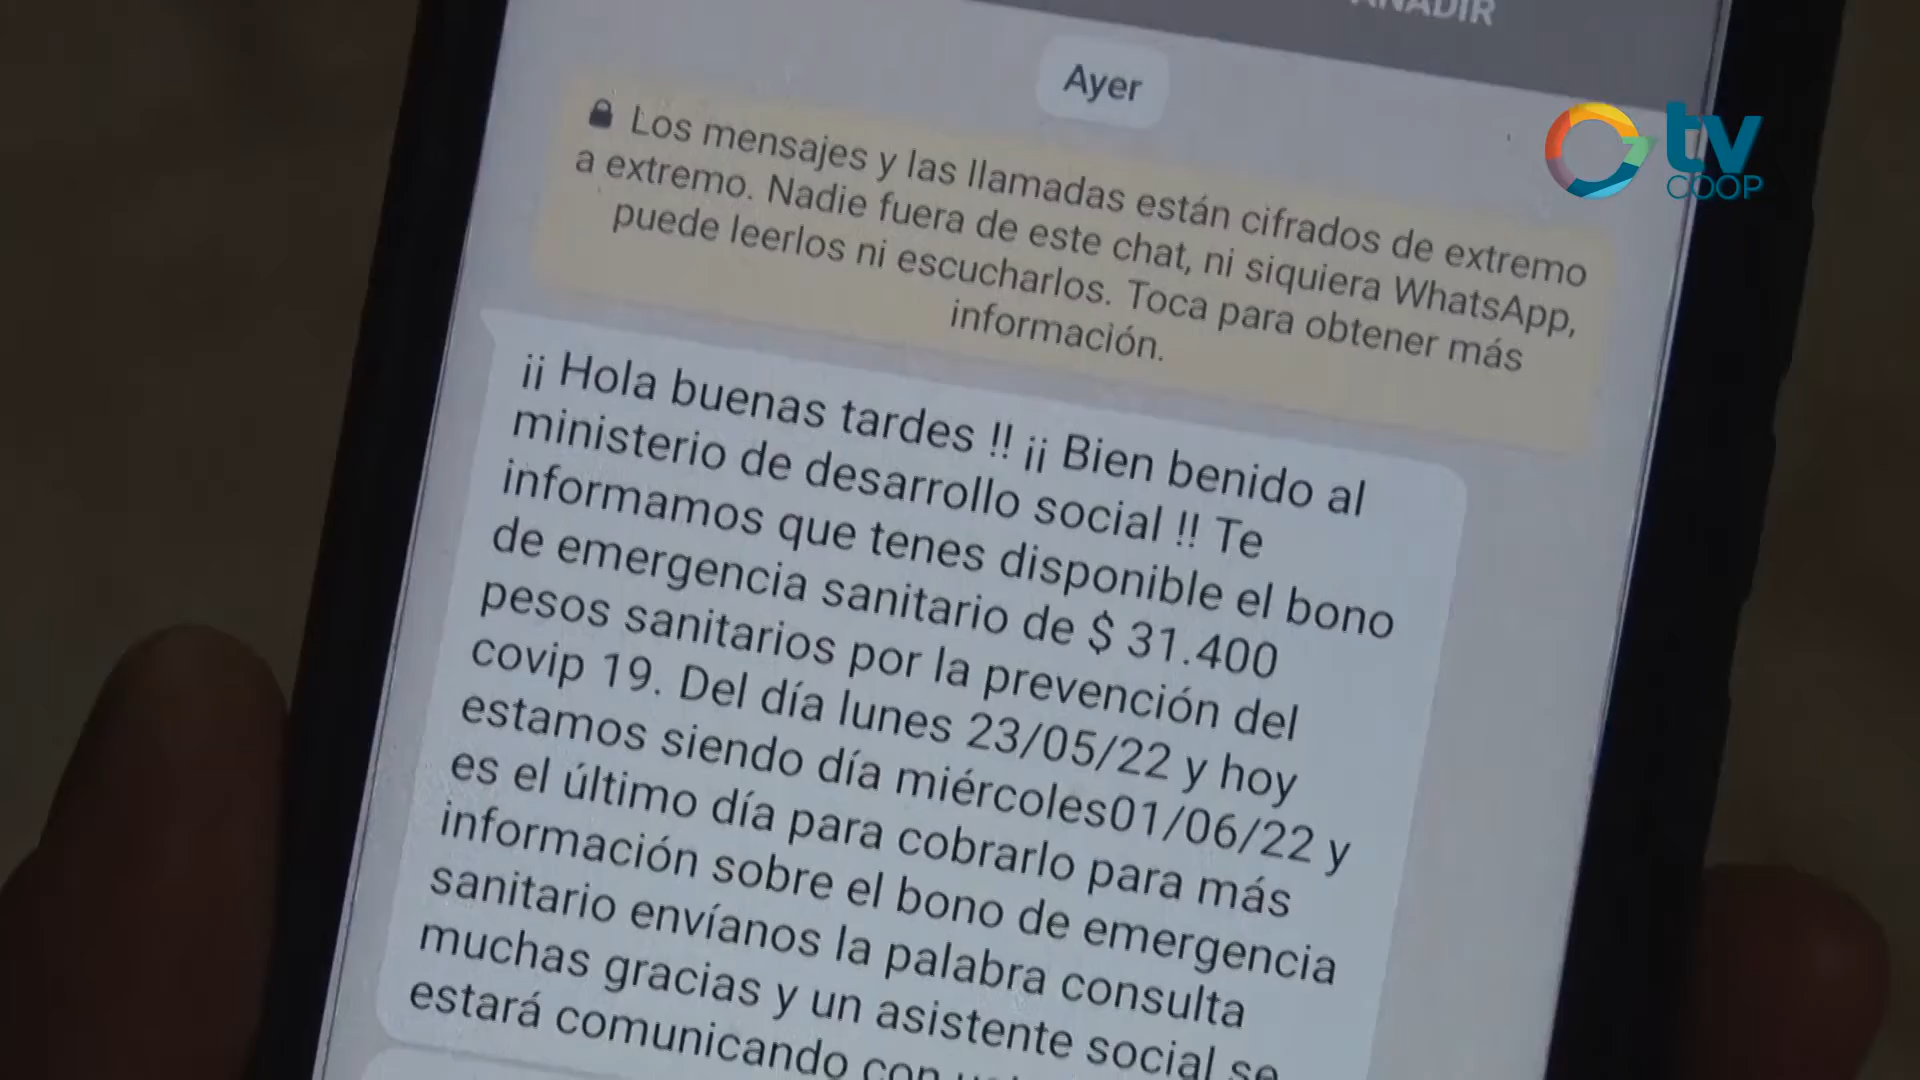 AÑADIR
Ayer
tv
COOP
Los mensajes y las llamadas están cifrados de extremo
a extremo. Nadie fuera de este chat, ni siquiera WhatsApp,
puede leerlos ni escucharlos. Toca para obtener más
información.
¡¡ Hola buenas tardes !! ¡¡ Bien benido al
ministerio de desarrollo social !! Te
informamos que tenes disponible el bono
de emergencia sanitario de $ 31.400
pesos sanitarios por la prevención del
covip 19. Del día lunes 23/05/22 y hoy
estamos siendo día miércoles01/06/22 y
es el último día para cobrarlo para más
información sobre el bono de emergencia
sanitario envíanos la palabra consulta
muchas gracias y un asistente social se
estará comunicando con